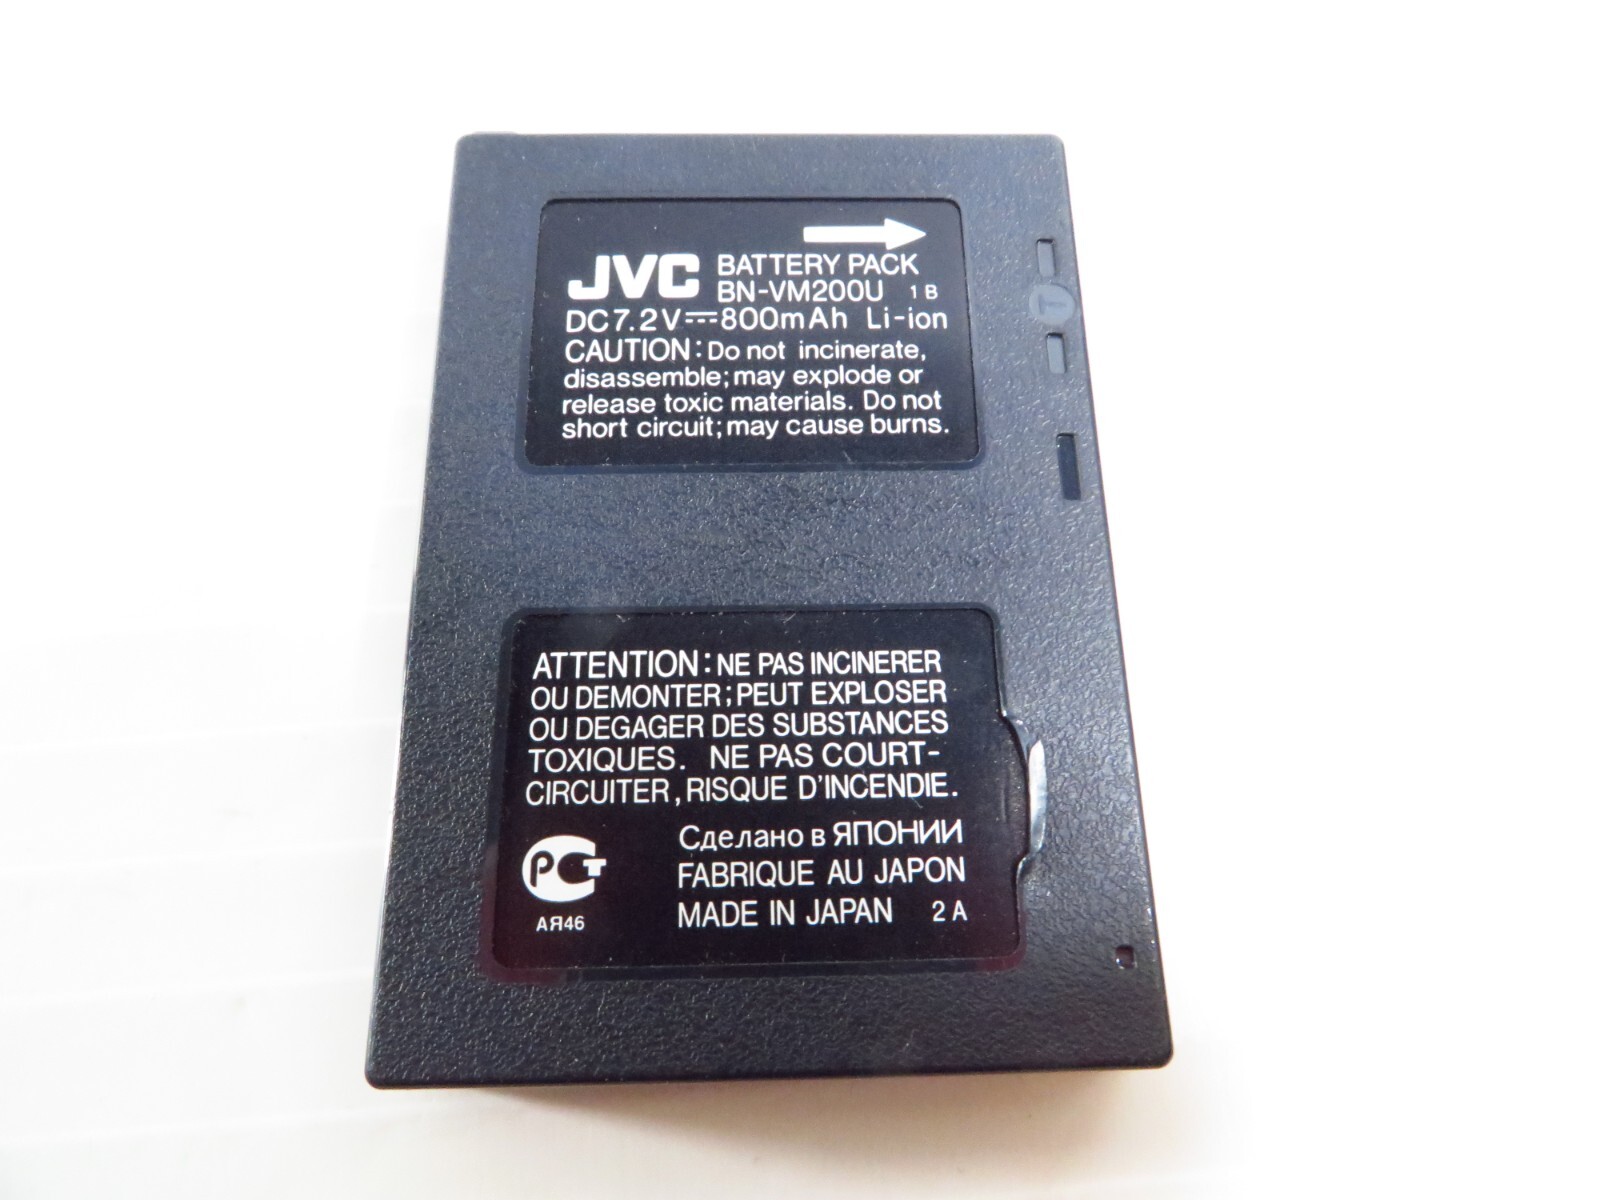 JVC BATTERY PACK
BN-VM200U 1B
DC7.2V⎓800mAh Li-ion
CAUTION:Do not incinerate,
disassemble;may explode or
release toxic materials. Do not
short circuit;may cause burns.
ATTENTION:NE PAS INCINERER
OU DEMONTER;PEUT EXPLOSER
OU DEGAGER DES SUBSTANCES
TOXIQUES. NE PAS COURT-
CIRCUITER,RISQUE D'INCENDIE.
Сделано в ЯПОНИИ
FABRIQUE AU JAPON
MADE IN JAPAN 2A
РСТ
АЯ46